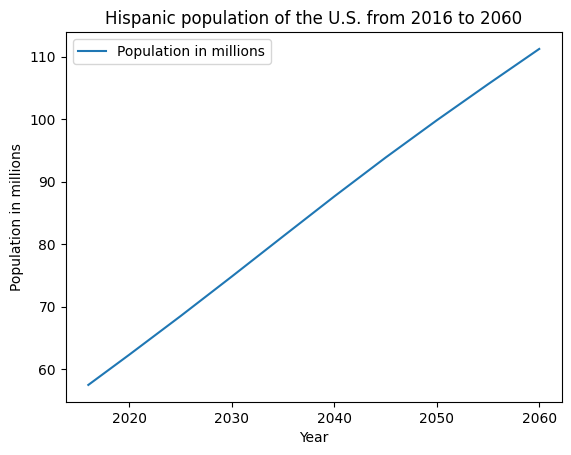 Hispanic population of the U.S. from 2016 to 2060
Population in millions
110
100
90
80
70
60
Population in millions
2020 2030 2040 2050 2060
Year